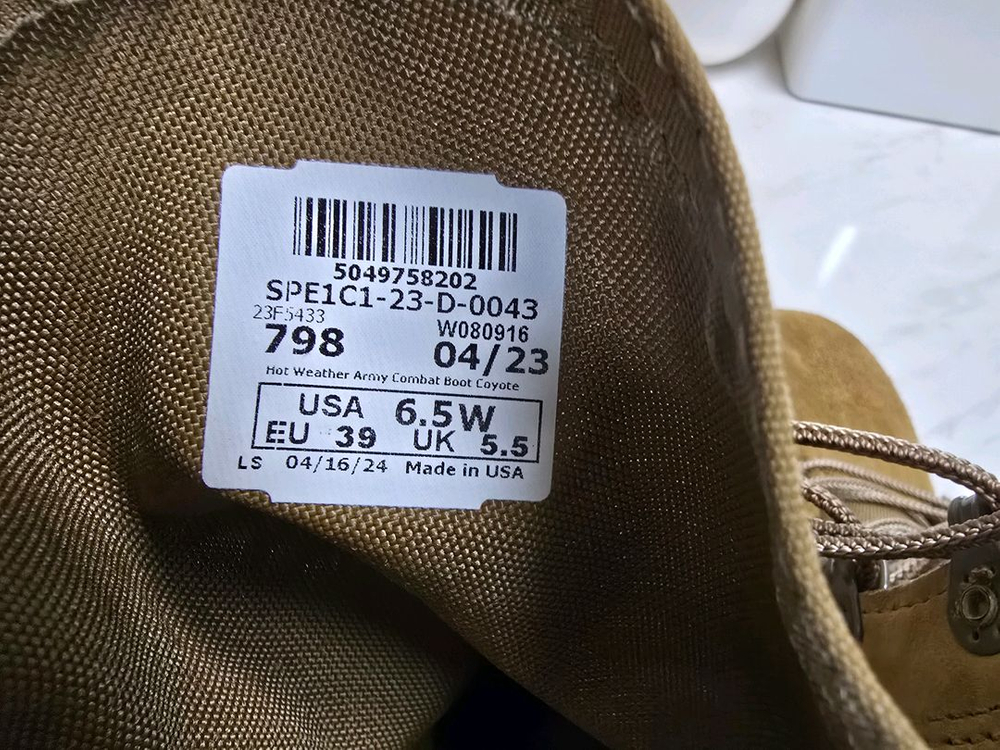 5049758202
SPE1C1-23-D-0043
23F5433 W080916
798 04/23
Hot Weather Army Combat Boot Coyote
USA 6.5W
EU 39 UK 5.5
LS 04/16/24 Made in USA